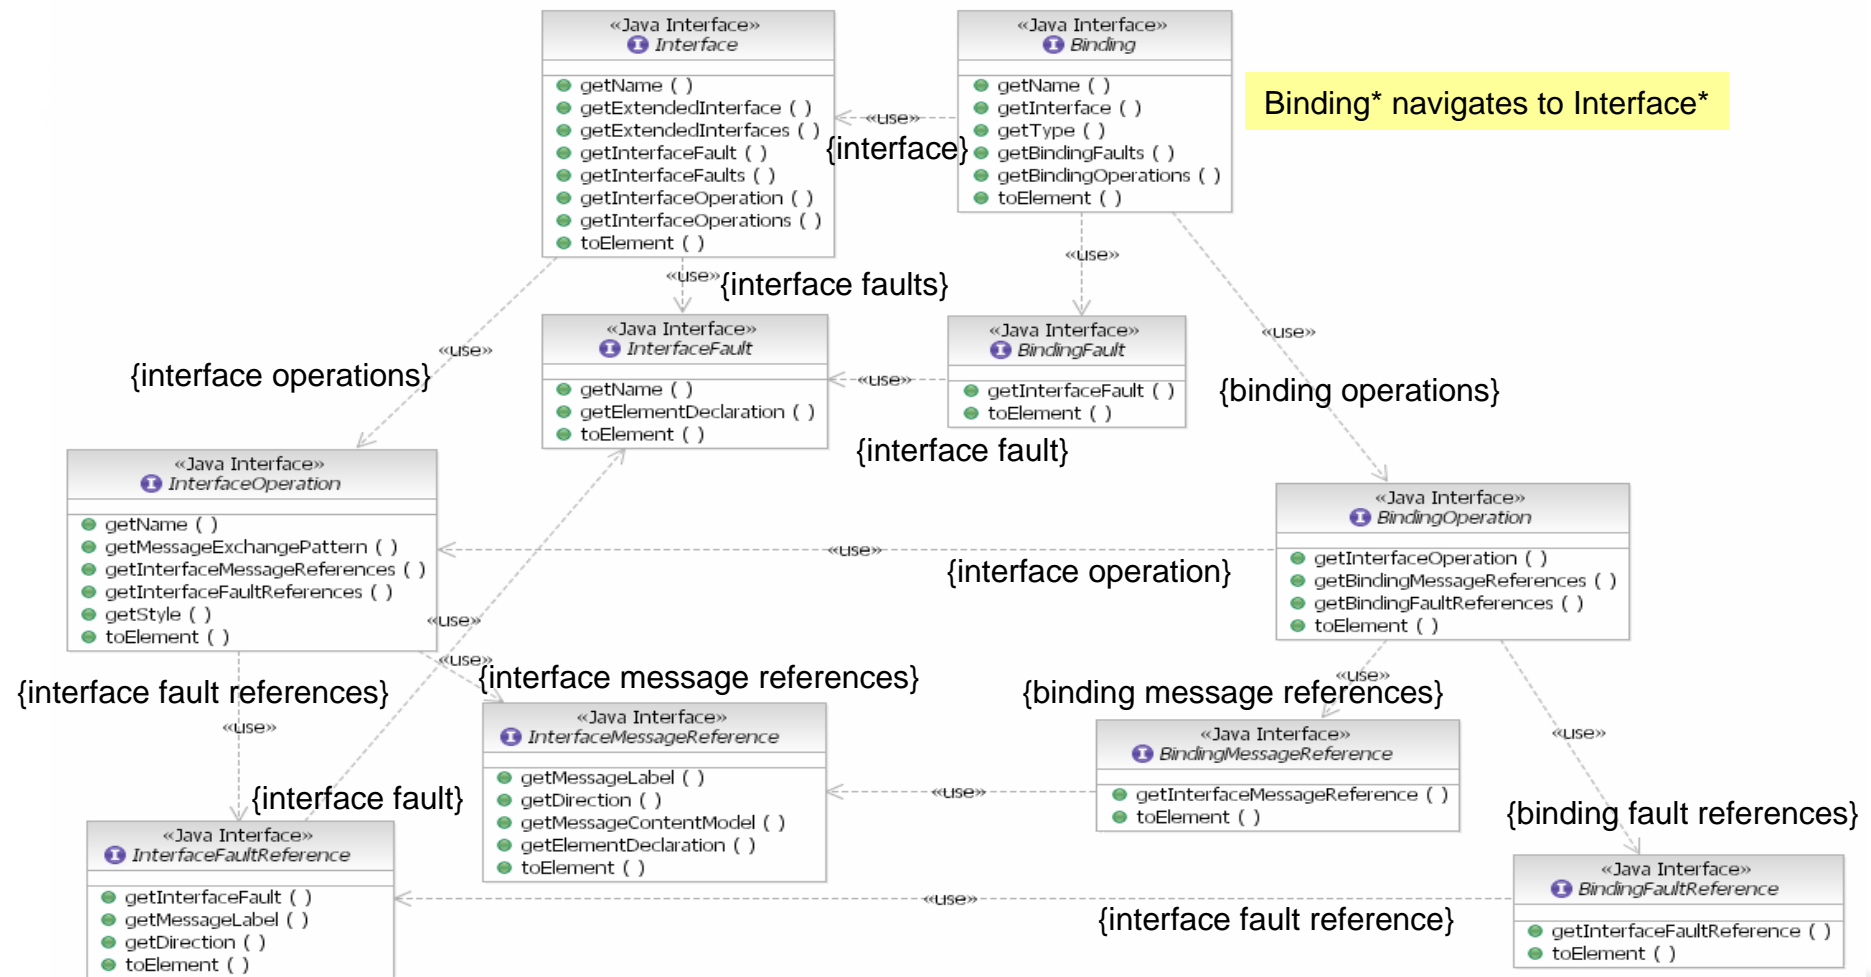 «Java Interface»
Interface
getName ( )
getExtendedInterface ( )
getExtendedInterfaces ( )
getInterfaceFault ( )
getInterfaceFaults ( )
getInterfaceOperation ( )
getInterfaceOperations ( )
toElement ( )
«use»
{interface}
«Java Interface»
Binding
getName ( )
getInterface ( )
getType ( )
getBindingFaults ( )
getBindingOperations ( )
toElement ( )
Binding* navigates to Interface*
«use»
{interface faults}
«use»
«use»
{interface operations}
«use»
{binding operations}
«Java Interface»
InterfaceFault
getName ( )
getElementDeclaration ( )
toElement ( )
«use»
{interface fault}
«Java Interface»
BindingFault
getInterfaceFault ( )
toElement ( )
«Java Interface»
InterfaceOperation
getName ( )
getMessageExchangePattern ( )
getInterfaceMessageReferences ( )
getInterfaceFaultReferences ( )
getStyle ( )
toElement ( )
«use»
{interface operation}
«Java Interface»
BindingOperation
getInterfaceOperation ( )
getBindingMessageReferences ( )
getBindingFaultReferences ( )
toElement ( )
«use»
«use»
{interface message references}
{interface fault references}
«use»
«use»
{binding message references}
«use»
{binding fault references}
«Java Interface»
InterfaceMessageReference
getMessageLabel ( )
getDirection ( )
getMessageContentModel ( )
getElementDeclaration ( )
toElement ( )
«use»
«Java Interface»
BindingMessageReference
getInterfaceMessageReference ( )
toElement ( )
{interface fault}
«Java Interface»
InterfaceFaultReference
getInterfaceFault ( )
getMessageLabel ( )
getDirection ( )
toElement ( )
«use»
{interface fault reference}
«Java Interface»
BindingFaultReference
getInterfaceFaultReference ( )
toElement ( )